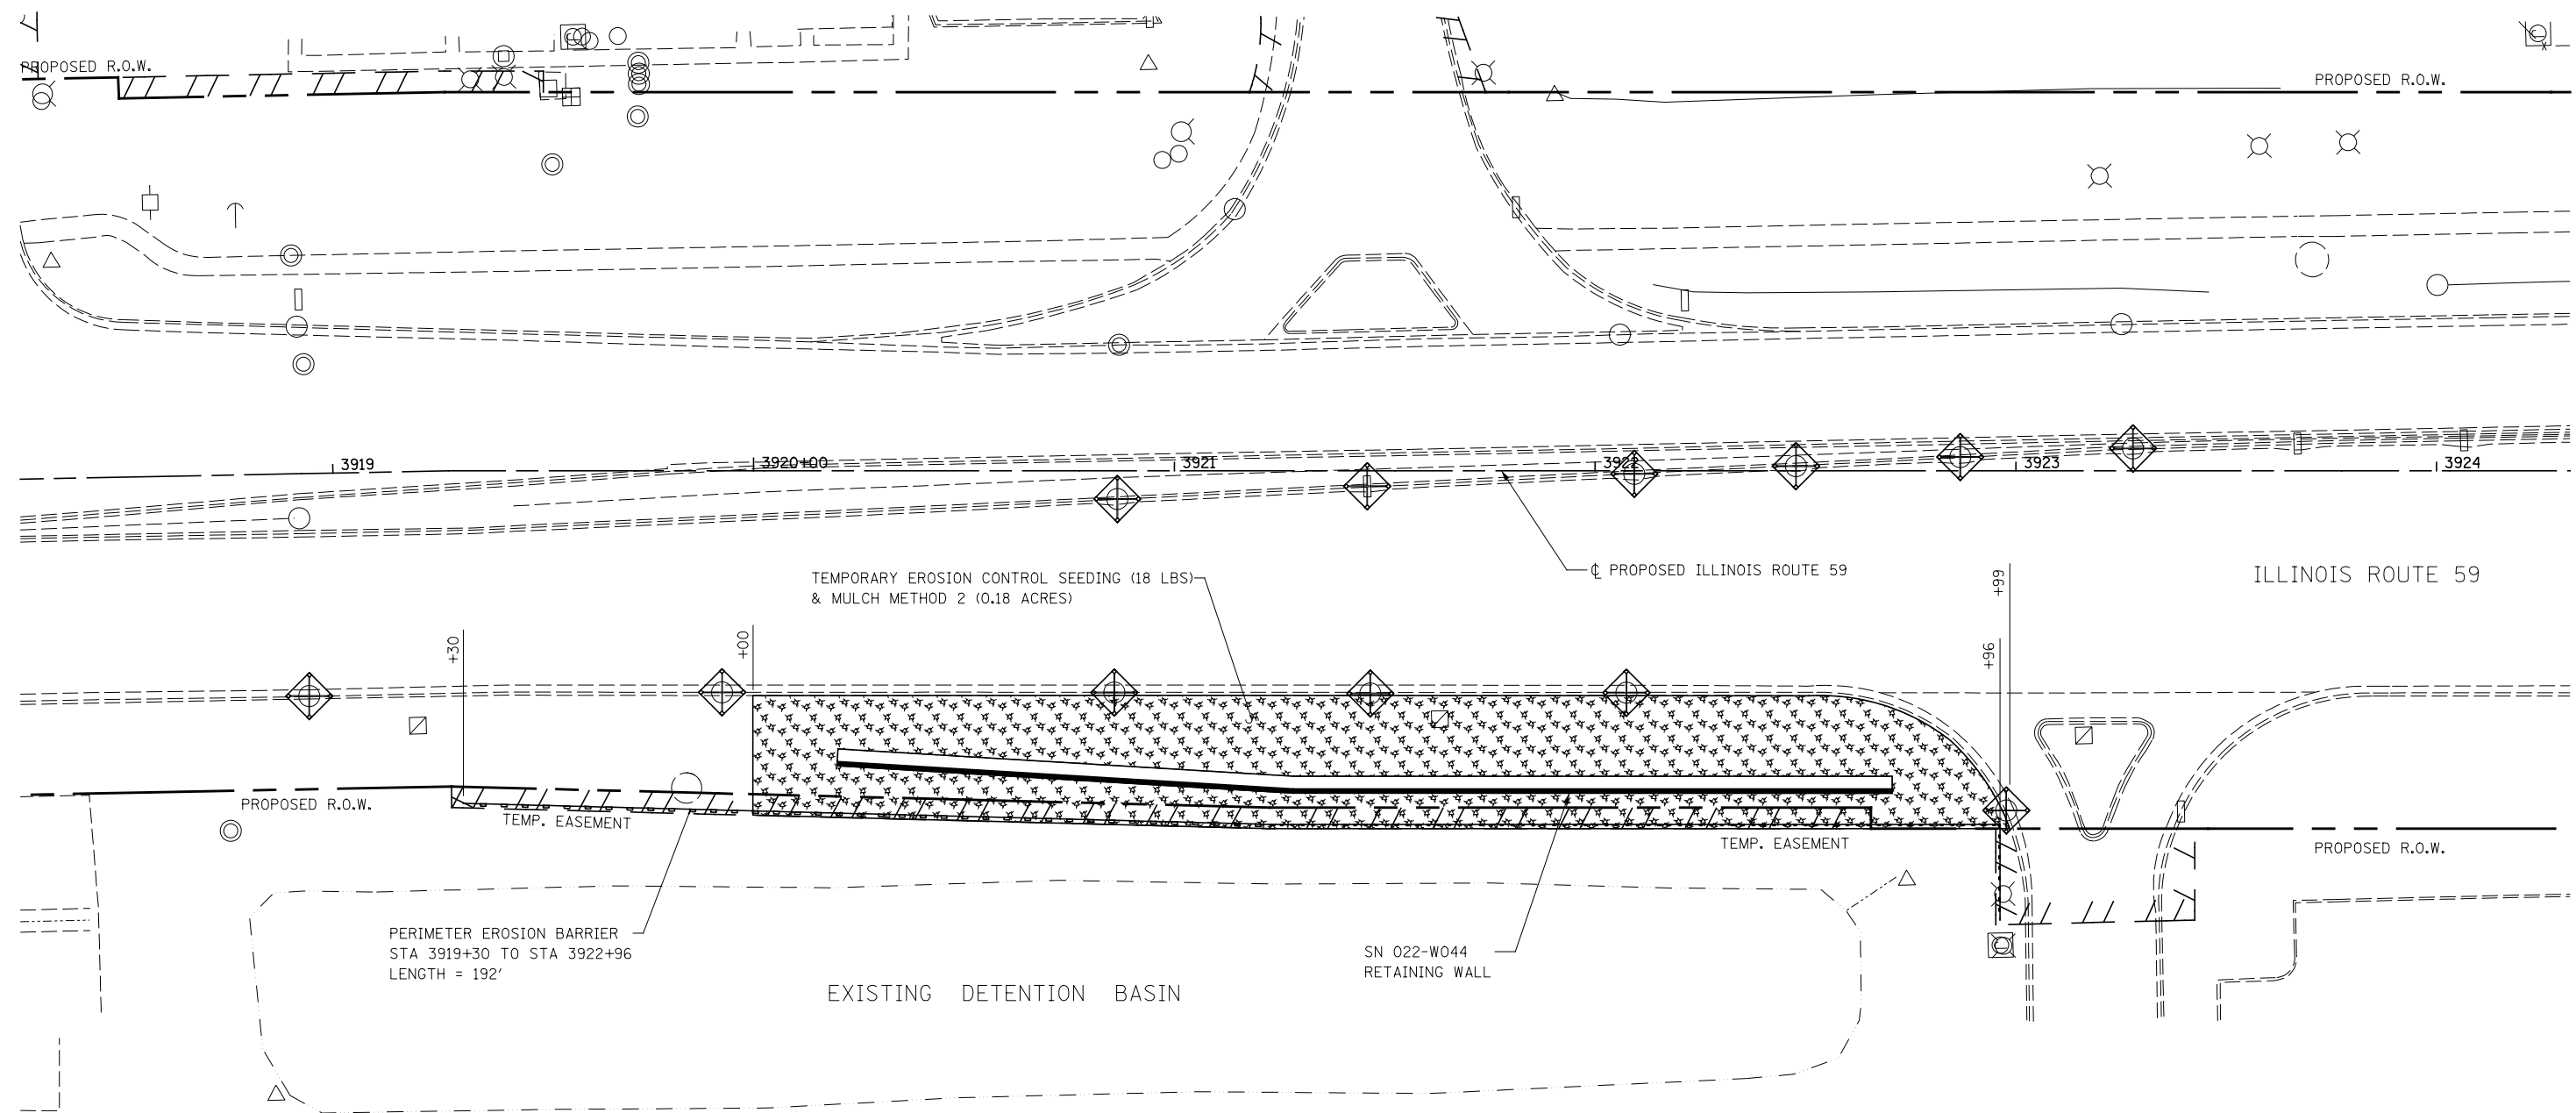 PROPOSED R.O.W.
PROPOSED R.O.W.
3919
3920+00
3921
3922
3923
3924
TEMPORARY EROSION CONTROL SEEDING (18 LBS)
& MULCH METHOD 2 (0.18 ACRES)
℄ PROPOSED ILLINOIS ROUTE 59
ILLINOIS ROUTE 59
+30
+00
+99
+96
PROPOSED R.O.W.
TEMP. EASEMENT
TEMP. EASEMENT
PROPOSED R.O.W.
PERIMETER EROSION BARRIER
STA 3919+30 TO STA 3922+96
LENGTH = 192'
SN 022-W044
RETAINING WALL
EXISTING DETENTION BASIN